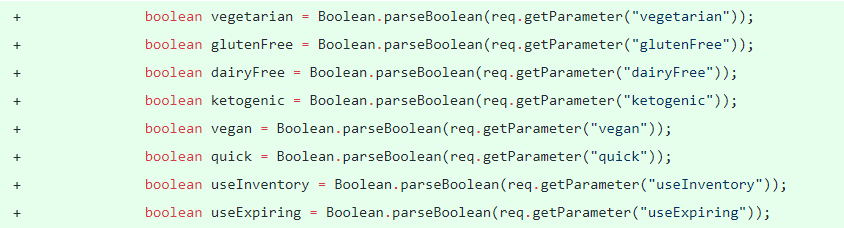 + boolean vegetarian = Boolean.parseBoolean(req.getParameter("vegetarian"));
+ boolean glutenFree = Boolean.parseBoolean(req.getParameter("glutenFree"));
+ boolean dairyFree = Boolean.parseBoolean(req.getParameter("dairyFree"));
+ boolean ketogenic = Boolean.parseBoolean(req.getParameter("ketogenic"));
+ boolean vegan = Boolean.parseBoolean(req.getParameter("vegan"));
+ boolean quick = Boolean.parseBoolean(req.getParameter("quick"));
+ boolean useInventory = Boolean.parseBoolean(req.getParameter("useInventory"));
+ boolean useExpiring = Boolean.parseBoolean(req.getParameter("useExpiring"));